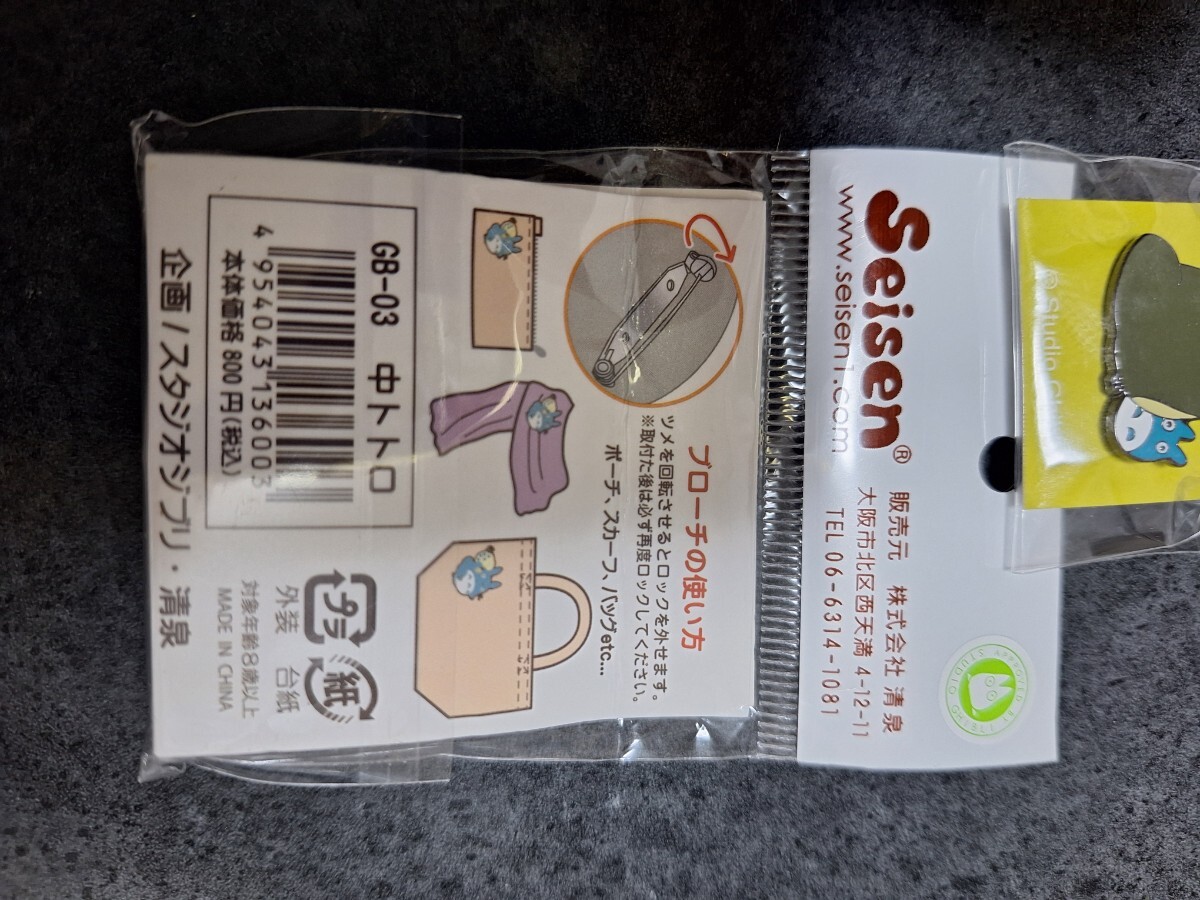 Seisen®
www.seisen1.com
販売元 株式会社 清泉
大阪市北区西天満 4-12-11
TEL 06-6314-1081
APPROVED BY STUDIO GHIBLI
ブローチの使い方
ツメを回転させるとロックを外せます。
※取付た後は必ず再度ロックしてください。
ポーチ、スカーフ、バッグetc...
GB-03 中トトロ
4 954043 136003
本体価格 800 円(税込)
プラ
外装
紙
台紙
対象年齢8歳以上
MADE IN CHINA
企画 / スタジオジブリ・清泉
© Studio G